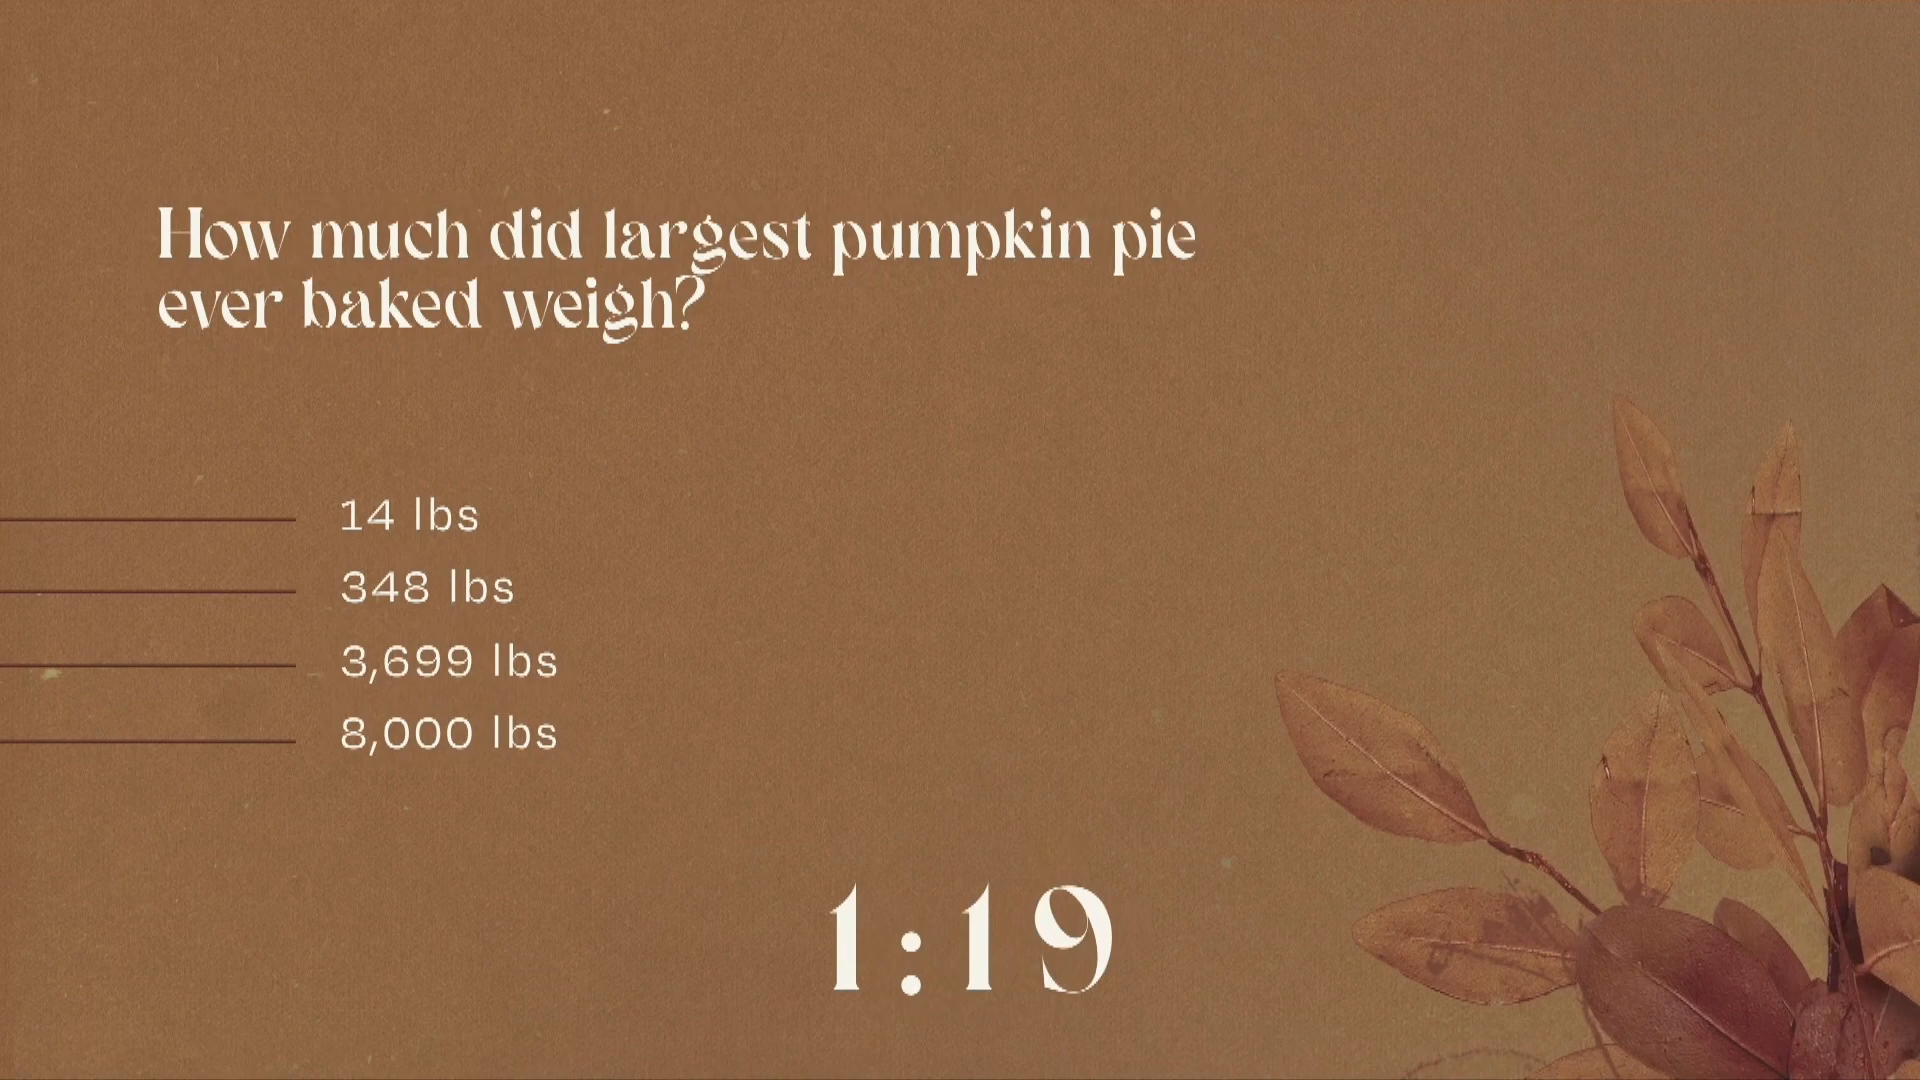 How much did largest pumpkin pie
ever baked weigh?
14 lbs
348 lbs
3,699 lbs
8,000 lbs
1:19